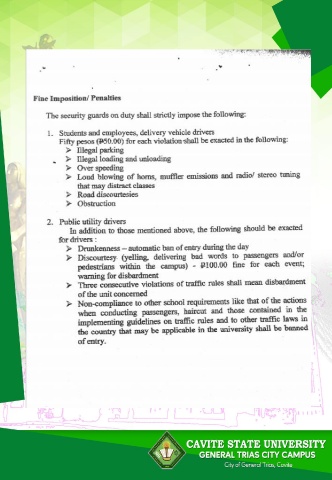 Fine Imposition/ Penalties
The security guards on duty shall strictly impose the following:
1. Students and employees, delivery vehicle drivers
Fifty pesos (₱50.00) for each violation shall be exacted in the following:
➢ Illegal parking
➢ Illegal loading and unloading
➢ Over speeding
➢ Loud blowing of horns, muffler emissions and radio/ stereo tuning
that may distract classes
➢ Road discourtesies
➢ Obstruction
2. Public utility drivers
In addition to those mentioned above, the following should be exacted
for drivers :
➢ Drunkenness – automatic ban of entry during the day
➢ Discourtesy (yelling, delivering bad words to passengers and/or
pedestrians within the campus) - ₱100.00 fine for each event;
warning for disbardment
➢ Three consecutive violations of traffic rules shall mean disbardment
of the unit concerned
➢ Non-compliance to other school requirements like that of the actions
when conducting passengers, haircut and those contained in the
implementing guidelines on traffic rules and to other traffic laws in
the country that may be applicable in the university shall be banned
of entry.
CAVITE STATE UNIVERSITY
GENERAL TRIAS CITY CAMPUS
City of General Trias, Cavite